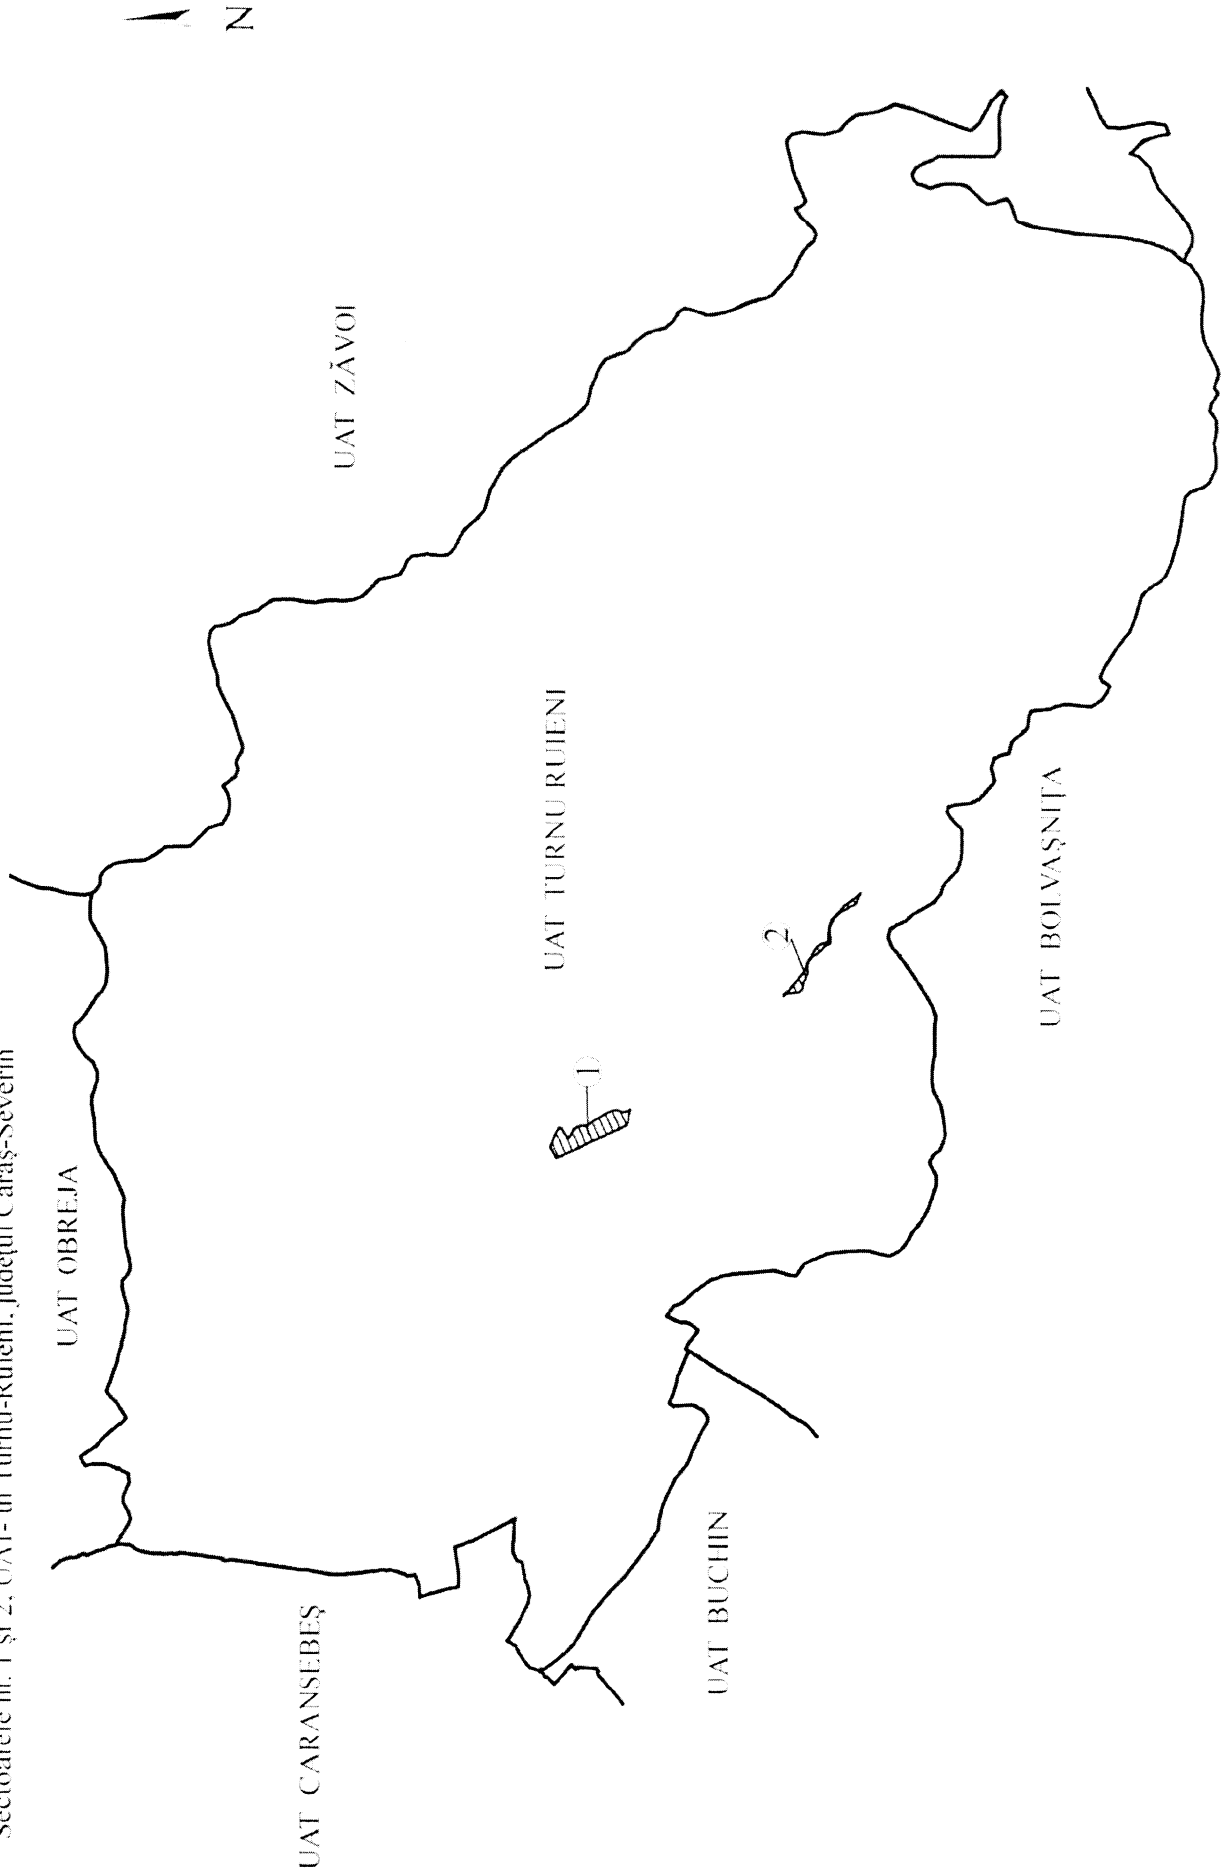 Sectoarele nr. 1 și 2, UAT- ul Turnu-Ruieni, județul Caraș-Severin
N
UAT OBREJA
UAT ZĂVOI
UAT CARANSEBEȘ
UAT TURNU RUIENI
1
2
UAT BUCHIN
UAT BOLVAȘNIȚA